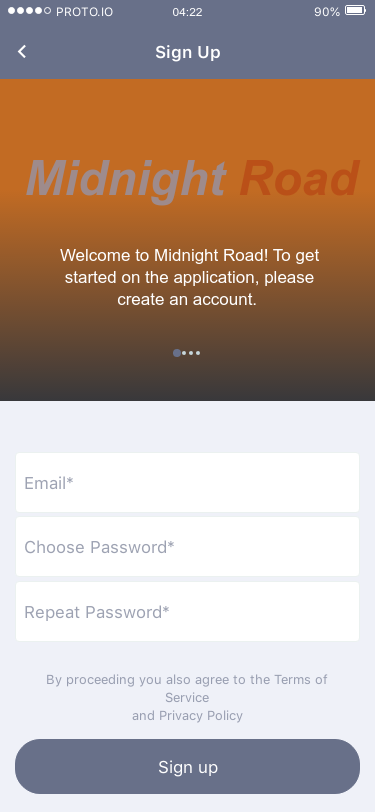 PROTO.IO 04:22 90%
Sign Up
Midnight Road
Welcome to Midnight Road! To get
started on the application, please
create an account.
Email*
Choose Password*
Repeat Password*
By proceeding you also agree to the Terms of
Service
and Privacy Policy
Sign up